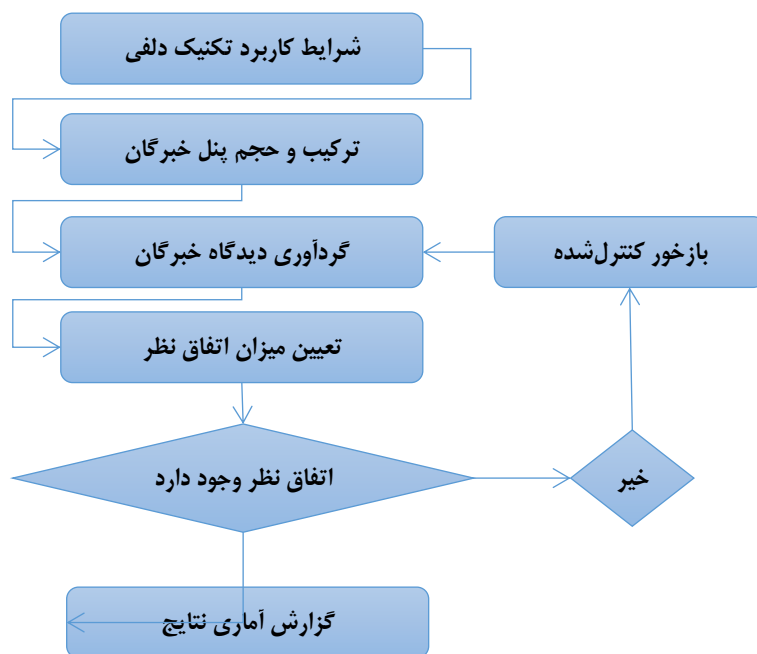 شرایط کاربرد تکنیک دلفی
ترکیب و حجم پنل خبرگان
گردآوری دیدگاه خبرگان
بازخور کنترل‌شده
تعیین میزان اتفاق نظر
اتفاق نظر وجود دارد
خیر
گزارش آماری نتایج